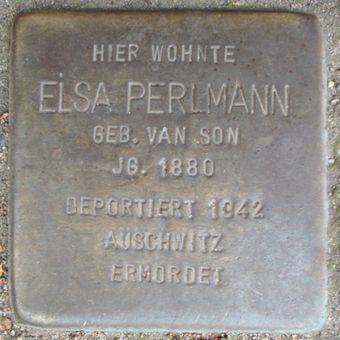 HIER WOHNTE
ELSA PERLMANN
GEB. VAN SON
JG. 1880
DEPORTIERT 1942
AUSCHWITZ
ERMORDET